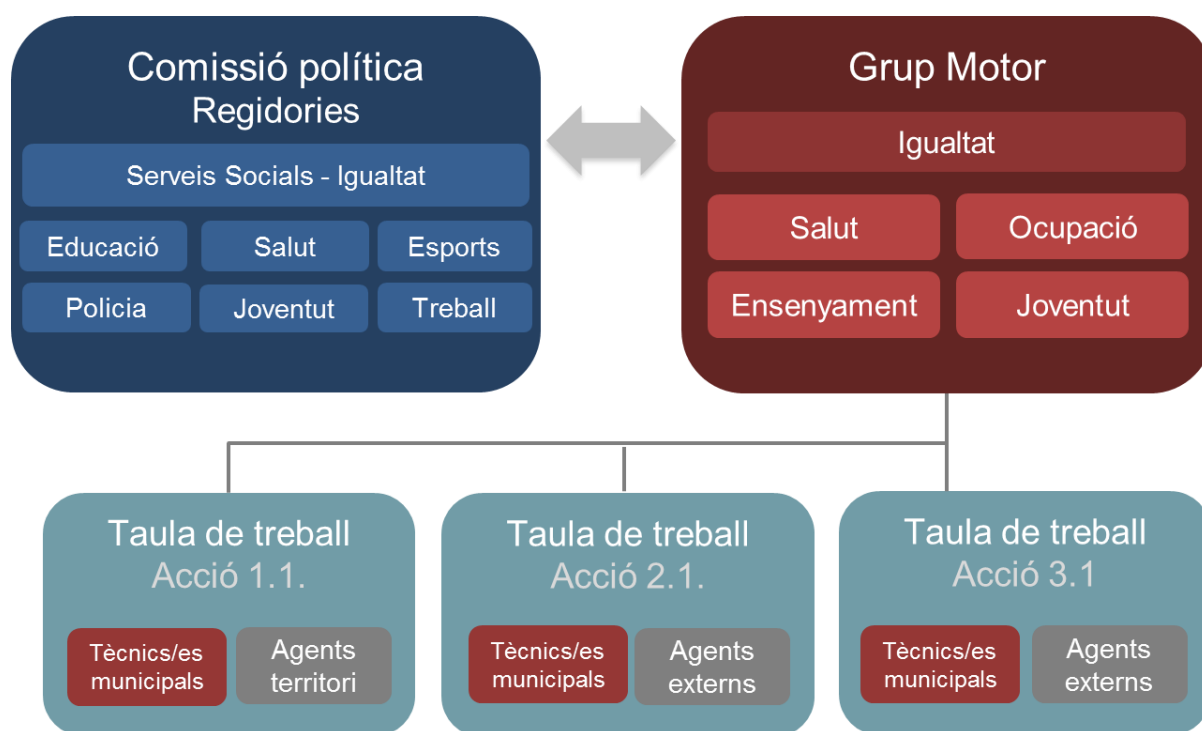 Comissió política
Regidories
Serveis Socials - Igualtat
Educació
Salut
Esports
Policia
Joventut
Treball
Grup Motor
Igualtat
Salut
Ocupació
Ensenyament
Joventut
Taula de treball
Acció 1.1.
Tècnics/es
municipals
Agents
territori
Taula de treball
Acció 2.1.
Tècnics/es
municipals
Agents
externs
Taula de treball
Acció 3.1
Tècnics/es
municipals
Agents
externs